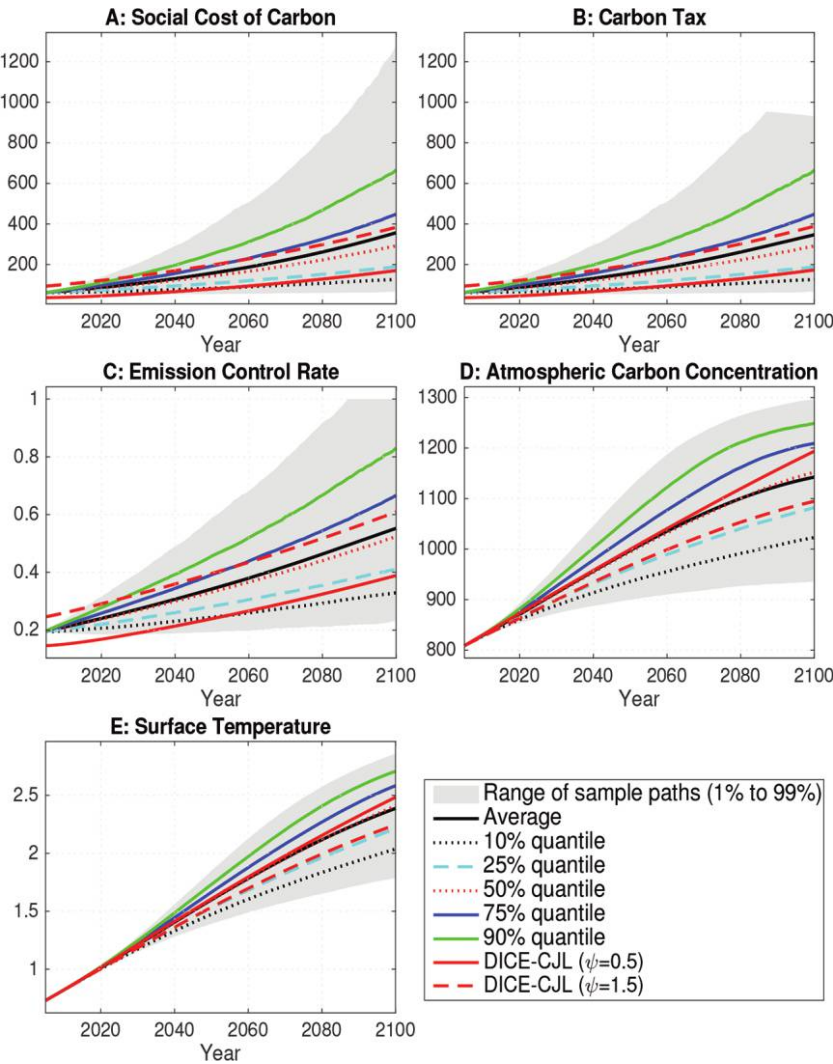 A: Social Cost of Carbon
1200
1000
800
600
400
200
2020 2040 2060 2080 2100
Year
B: Carbon Tax
1200
1000
800
600
400
200
2020 2040 2060 2080 2100
Year
C: Emission Control Rate
1
0.8
0.6
0.4
0.2
2020 2040 2060 2080 2100
Year
D: Atmospheric Carbon Concentration
1300
1200
1100
1000
900
800
2020 2040 2060 2080 2100
Year
E: Surface Temperature
2.5
2
1.5
1
2020 2040 2060 2080 2100
Year
Range of sample paths (1% to 99%)
Average
10% quantile
25% quantile
50% quantile
75% quantile
90% quantile
DICE-CJL (ψ=0.5)
DICE-CJL (ψ=1.5)